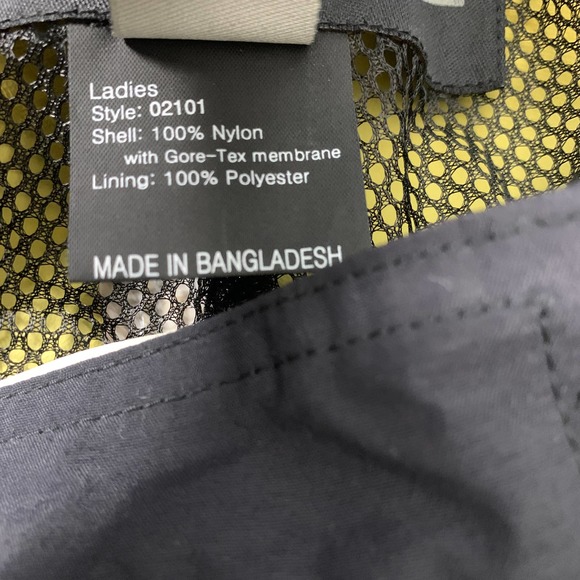 Ladies
Style: 02101
Shell: 100% Nylon
with Gore-Tex membrane
Lining: 100% Polyester
MADE IN BANGLADESH